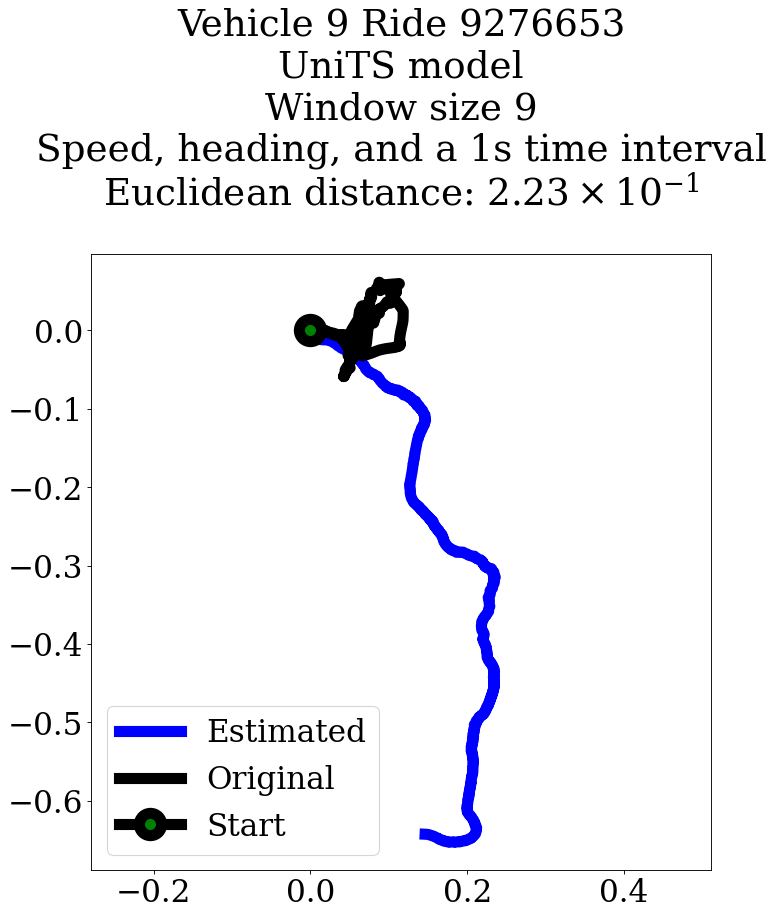 Vehicle 9 Ride 9276653
UniTS model
Window size 9
Speed, heading, and a 1s time interval
Euclidean distance: 2.23 × 10⁻¹
0.0
−0.1
−0.2
−0.3
−0.4
−0.5
−0.6
Estimated
Original
Start
−0.2 0.0 0.2 0.4